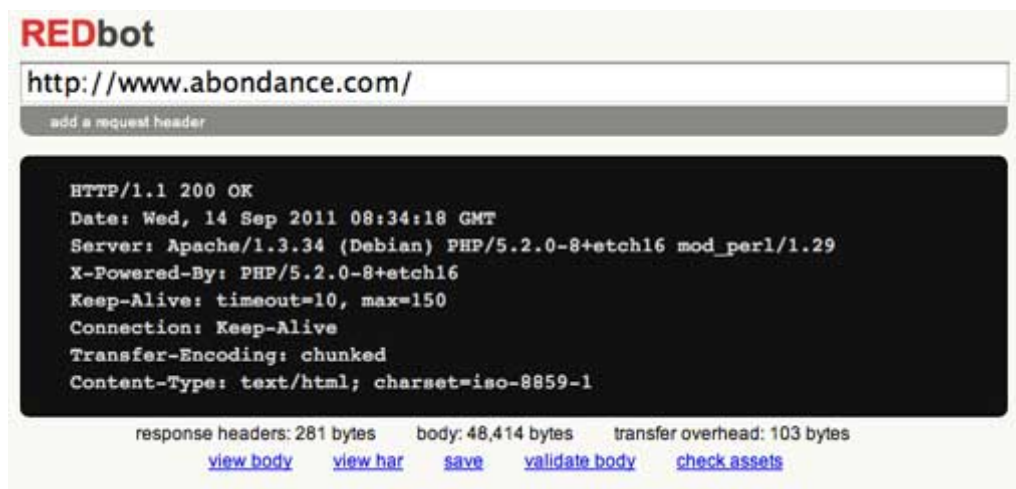 REDbot
http://www.abondance.com/
add a request header
HTTP/1.1 200 OK
Date: Wed, 14 Sep 2011 08:34:18 GMT
Server: Apache/1.3.34 (Debian) PHP/5.2.0-8+etch16 mod_perl/1.29
X-Powered-By: PHP/5.2.0-8+etch16
Keep-Alive: timeout=10, max=150
Connection: Keep-Alive
Transfer-Encoding: chunked
Content-Type: text/html; charset=iso-8859-1
response headers: 281 bytes body: 48,414 bytes transfer overhead: 103 bytes
view body view har save validate body check assets